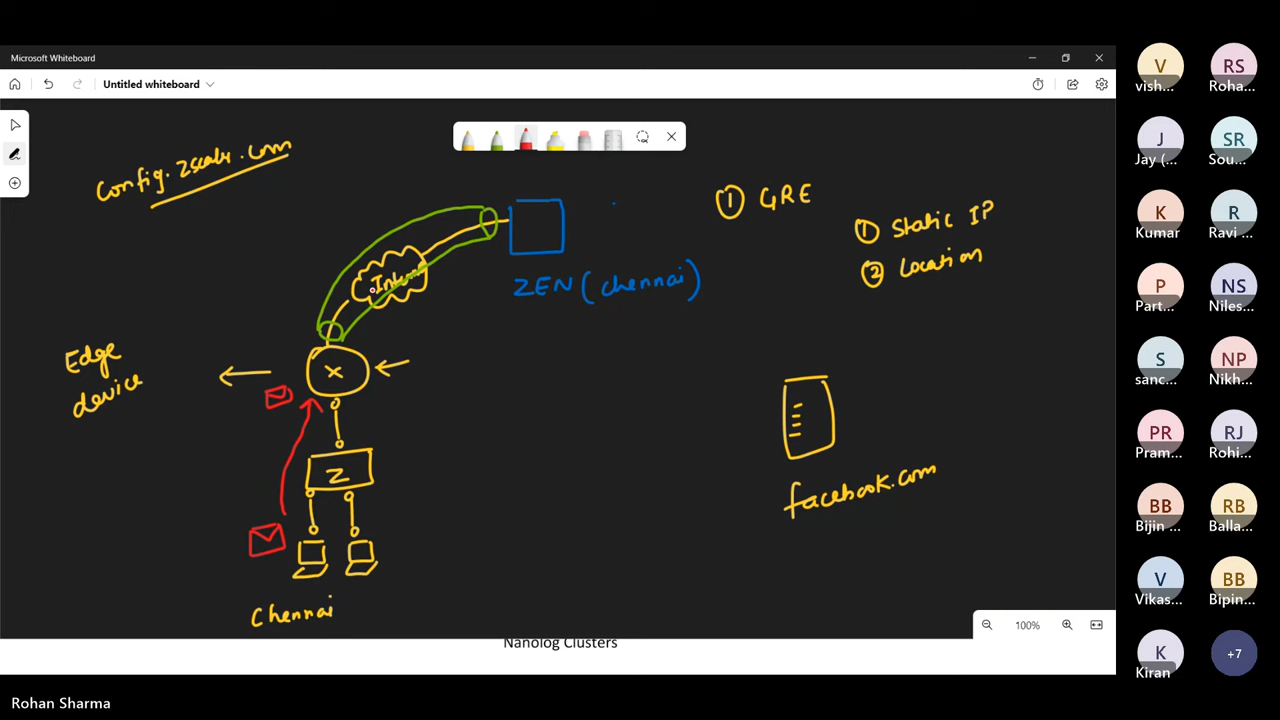 Microsoft Whiteboard
Untitled whiteboard
Config.zscaler.com
① GRE
① Static IP
② Location
Internet
ZEN (chennai)
Edge
device
X
Z
facebook.com
Chennai
100%
Nanolog Clusters
Rohan Sharma
V
vish...
RS
Roha...
J
Jay (...
SR
Sou...
K
Kumar
R
Ravi ...
P
Part...
NS
Niles...
S
sanc...
NP
Nikh...
PR
Pram...
RJ
Rohi...
BB
Bijin ...
RB
Balla...
V
Vikas...
BB
Bipin...
K
Kiran
+7